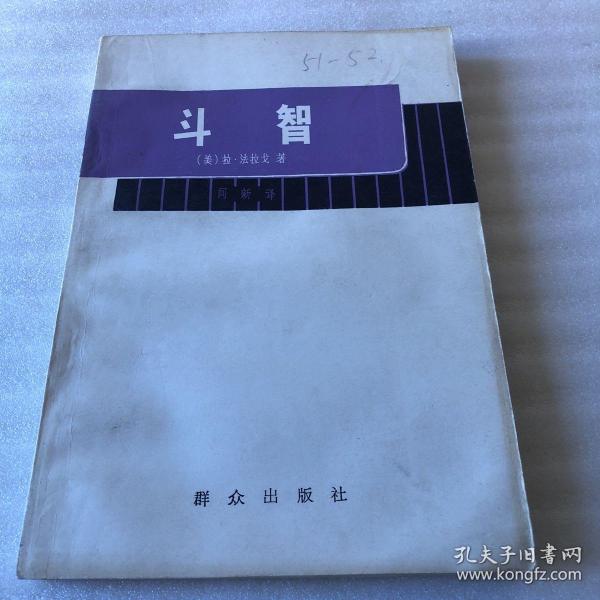 51-52
斗智
(美)拉·法拉戈 著
阿新译
群众出版社
孔夫子旧書网
www.kongfz.com